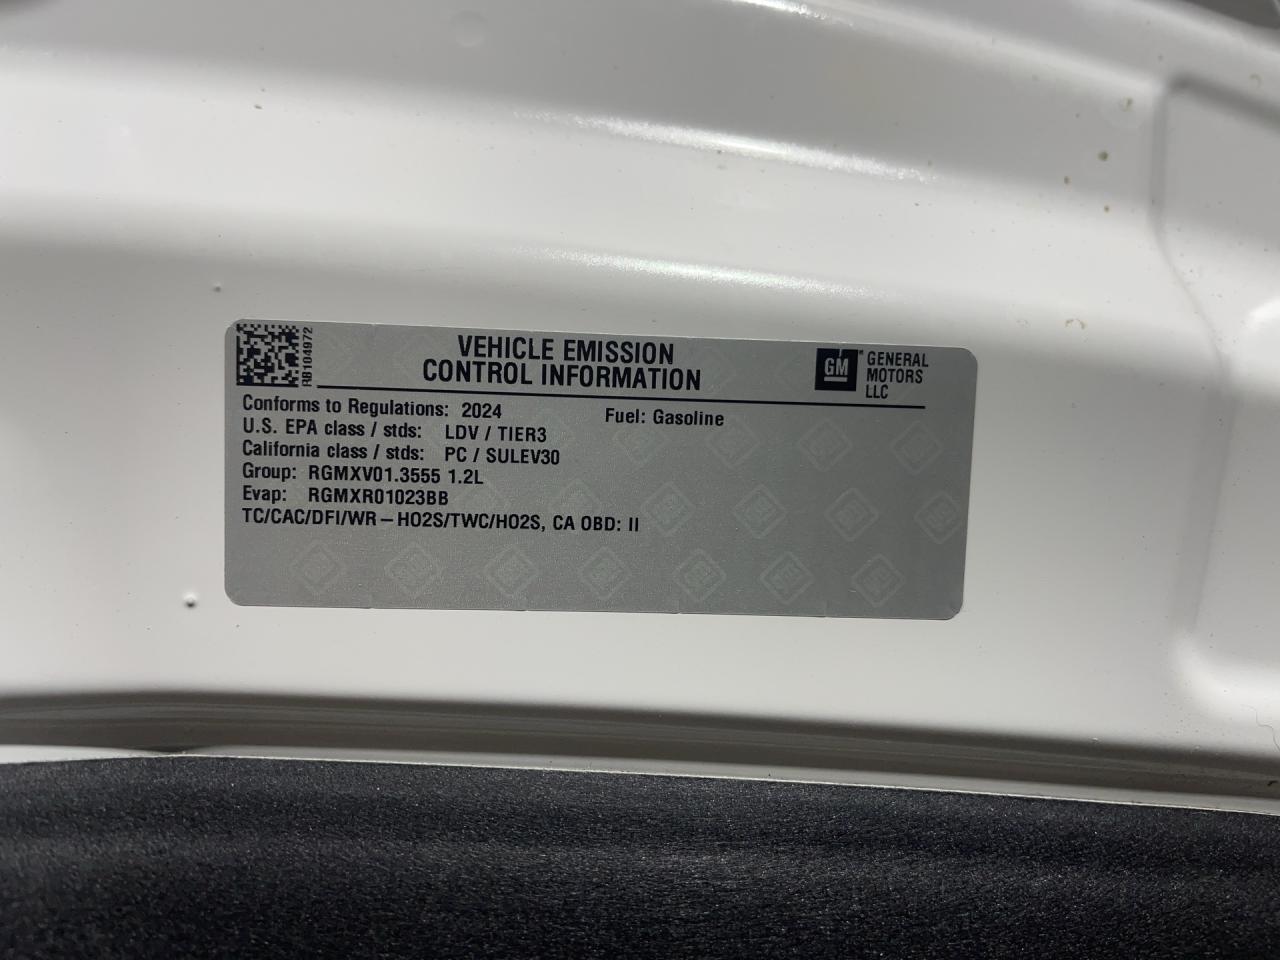 RB104972
VEHICLE EMISSION
CONTROL INFORMATION
GM
GENERAL
MOTORS
LLC
Conforms to Regulations: 2024 Fuel: Gasoline
U.S. EPA class / stds: LDV / TIER3
California class / stds: PC / SULEV30
Group: RGMXV01.3555 1.2L
Evap: RGMXR01023BB
TC/CAC/DFI/WR-HO2S/TWC/HO2S, CA OBD: II